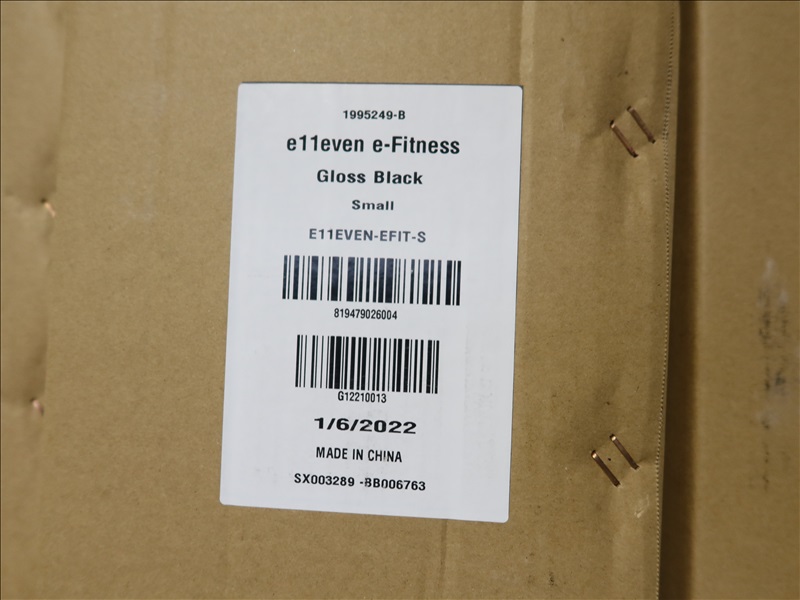 1995249-B
e11even e-Fitness
Gloss Black
Small
E11EVEN-EFIT-S
819479026004
G12210013
1/6/2022
MADE IN CHINA
SX003289 -BB006763